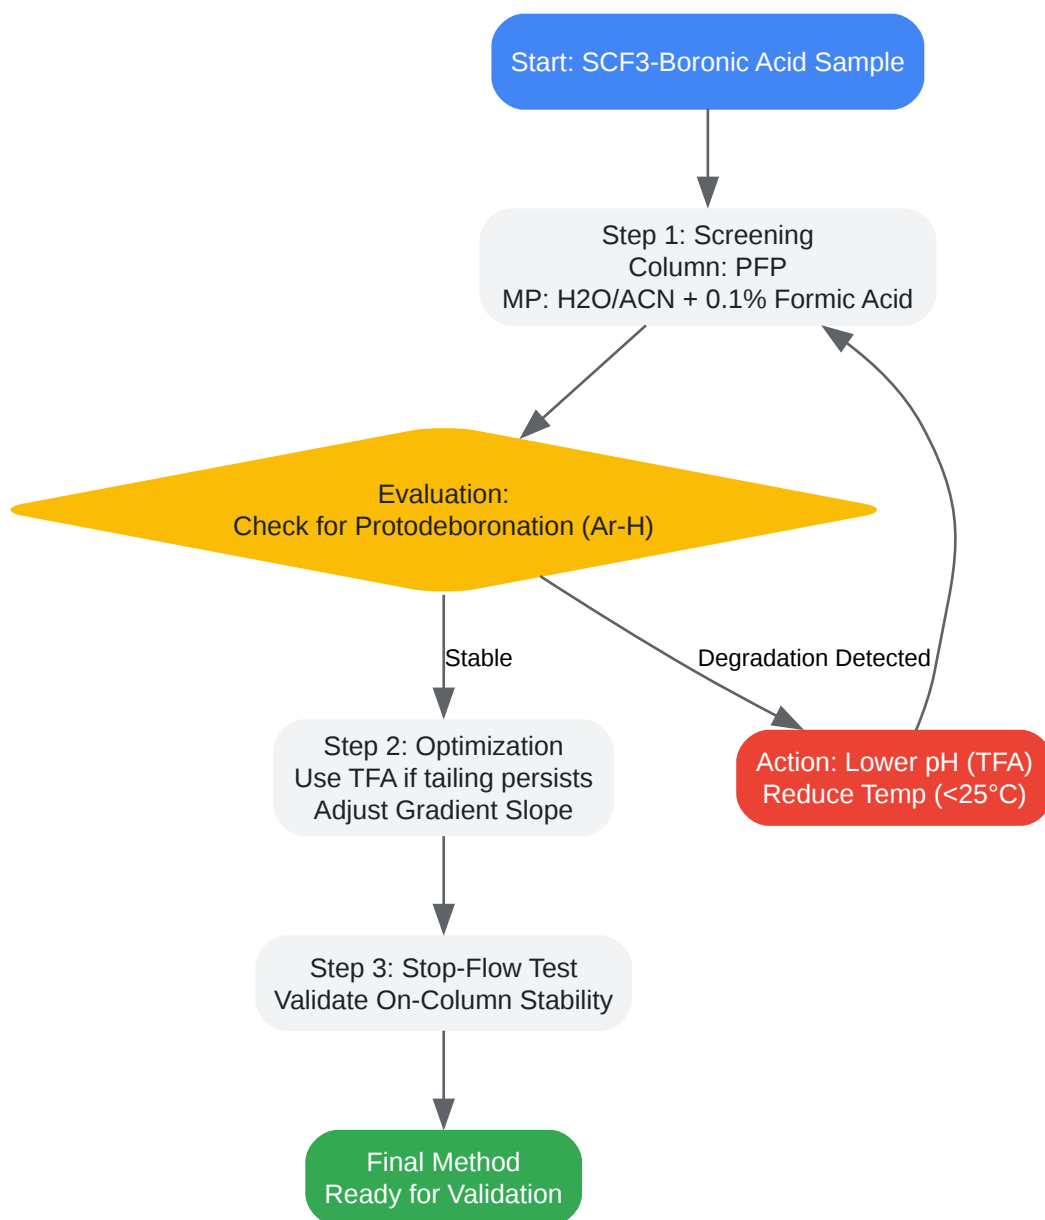 Start: SCF3-Boronic Acid Sample
Step 1: Screening
Column: PFP
MP: H2O/ACN + 0.1% Formic Acid
Evaluation:
Check for Protodeboronation (Ar-H)
Stable
Degradation Detected
Step 2: Optimization
Use TFA if tailing persists
Adjust Gradient Slope
Action: Lower pH (TFA)
Reduce Temp (<25°C)
Step 3: Stop-Flow Test
Validate On-Column Stability
Final Method
Ready for Validation